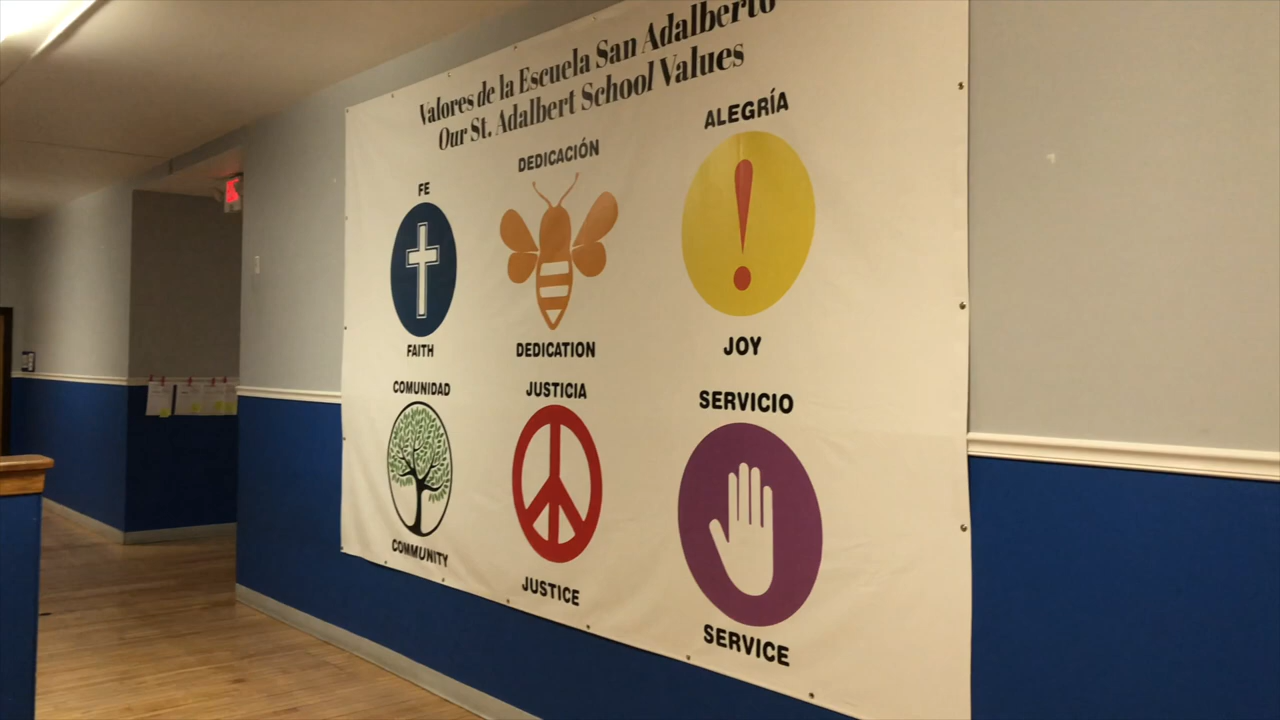 Valores de la Escuela San Adalberto
Our St. Adalbert School Values
FE
DEDICACIÓN
ALEGRÍA
FAITH
DEDICATION
JOY
COMUNIDAD
JUSTICIA
SERVICIO
COMMUNITY
JUSTICE
SERVICE